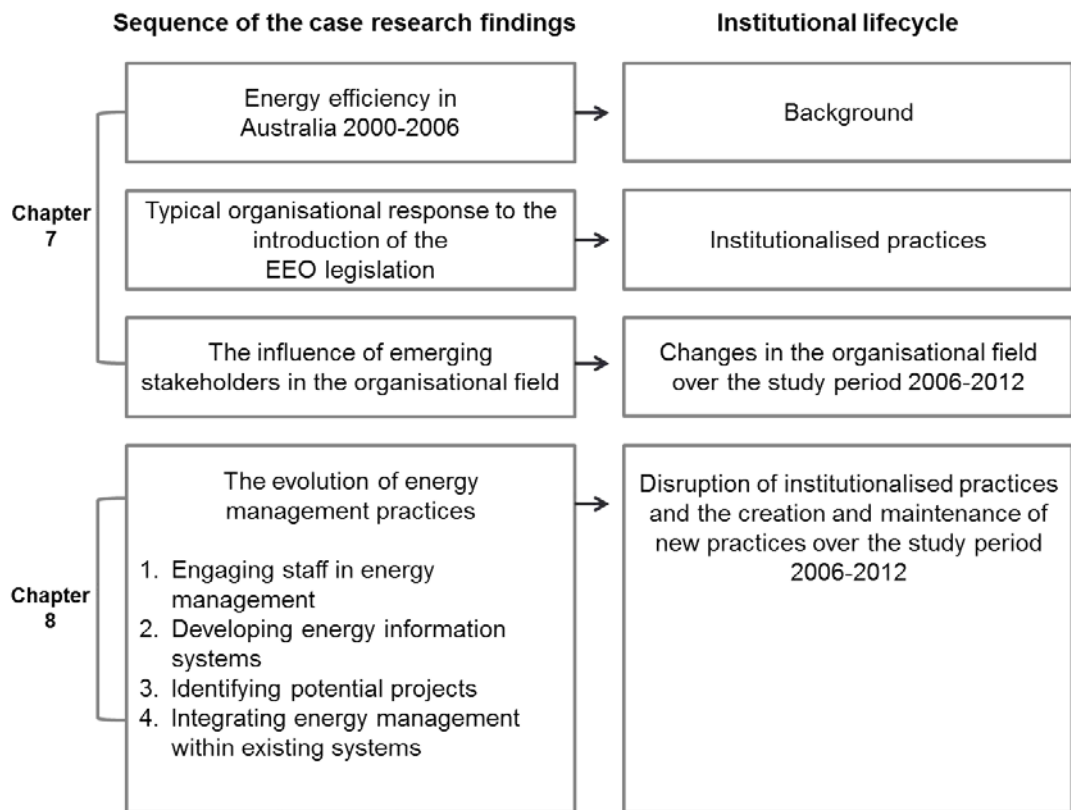 Sequence of the case research findings
Institutional lifecycle
Energy efficiency in
Australia 2000-2006
Background
Chapter
7
Typical organisational response to the
introduction of the
EEO legislation
Institutionalised practices
The influence of emerging
stakeholders in the organisational field
Changes in the organisational field
over the study period 2006-2012
Chapter
8
The evolution of energy
management practices
1. Engaging staff in energy
management
2. Developing energy information
systems
3. Identifying potential projects
4. Integrating energy management
within existing systems
Disruption of institutionalised practices
and the creation and maintenance of
new practices over the study period
2006-2012